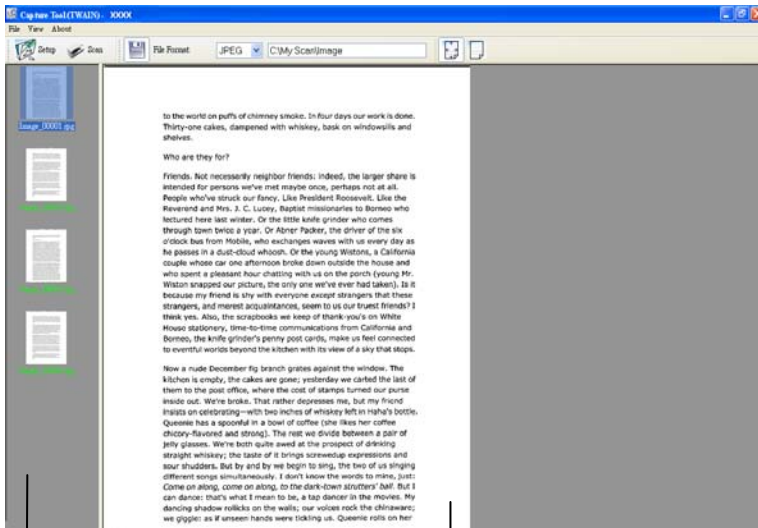 Capture Tool(TWAIN) - XXXX
File View About
Setup Scan File Format: JPEG C:\My Scan\Image
Image_00001.jpg
to the world on puffs of chimney smoke. In four days our work is done.
Thirty-one cakes, dampened with whiskey, bask on windowsills and
shelves.
Who are they for?
Friends. Not necessarily neighbor friends: indeed, the larger share is
intended for persons we've met maybe once, perhaps not at all.
People who've struck our fancy. Like President Roosevelt. Like the
Reverend and Mrs. J. C. Lucey, Baptist missionaries to Borneo who
lectured here last winter. Or the little knife grinder who comes
through town twice a year. Or Abner Packer, the driver of the six
o'clock bus from Mobile, who exchanges waves with us every day as
he passes in a dust-cloud whoosh. Or the young Wistons, a California
couple whose car one afternoon broke down outside the house and
who spent a pleasant hour chatting with us on the porch (young Mr.
Wiston snapped our picture, the only one we've ever had taken). Is it
because my friend is shy with everyone except strangers that these
strangers, and merest acquaintances, seem to us our truest friends? I
think yes. Also, the scrapbooks we keep of thank-you's on White
House stationery, time-to-time communications from California and
Borneo, the knife grinder's penny post cards, make us feel connected
to eventful worlds beyond the kitchen with its view of a sky that stops.
Now a nude December fig branch grates against the window. The
kitchen is empty, the cakes are gone; yesterday we carted the last of
them to the post office, where the cost of stamps turned our purse
inside out. We're broke. That rather depresses me, but my friend
insists on celebrating—with two inches of whiskey left in Haha's bottle.
Queenie has a spoonful in a bowl of coffee (she likes her coffee
chicory-flavored and strong). The rest we divide between a pair of
jelly glasses. We're both quite awed at the prospect of drinking
straight whiskey; the taste of it brings screwedup expressions and
sour shudders. But by and by we begin to sing, the two of us singing
different songs simultaneously. I don't know the words to mine, just:
Come on along, come on along, to the dark-town strutters' ball. But I
can dance: that's what I mean to be, a tap dancer in the movies. My
dancing shadow rollicks on the walls; our voices rock the chinaware;
we giggle: as if unseen hands were tickling us. Queenie rolls on her